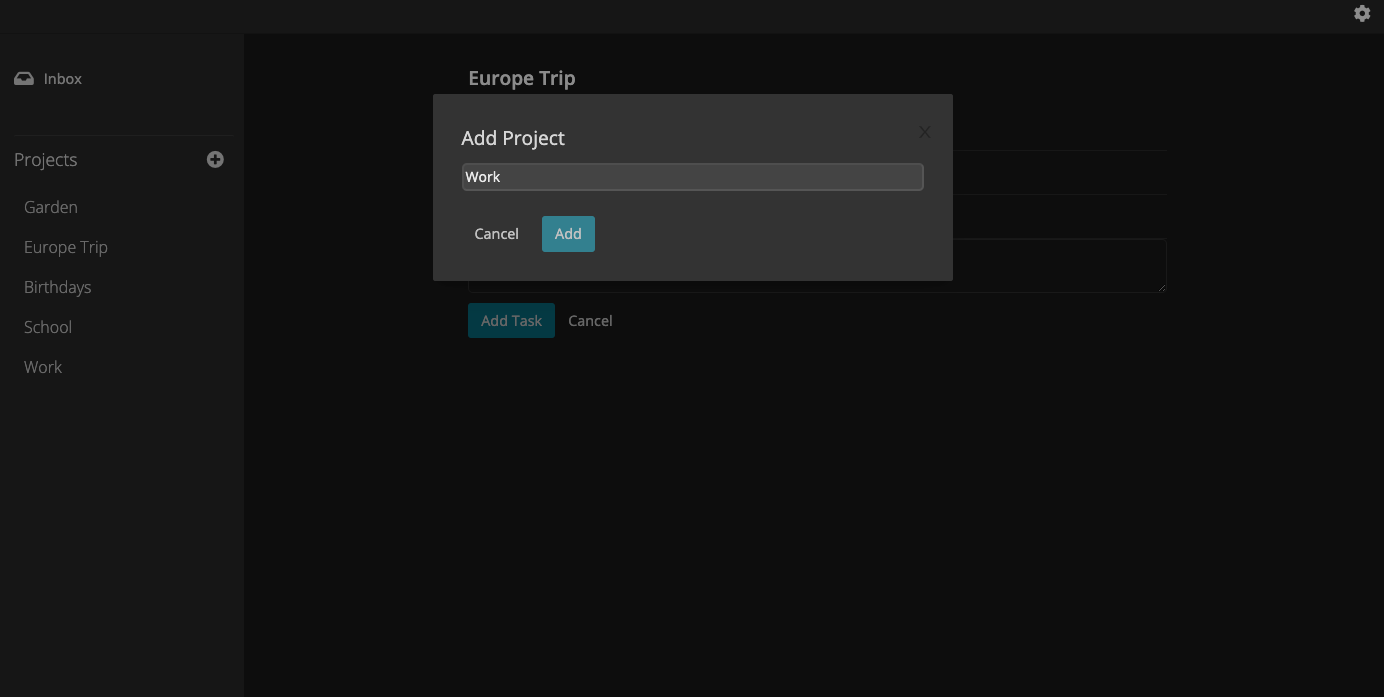 Inbox
Projects
Garden
Europe Trip
Birthdays
School
Work
Europe Trip
Add Project
X
Work
Cancel
Add
Add Task
Cancel